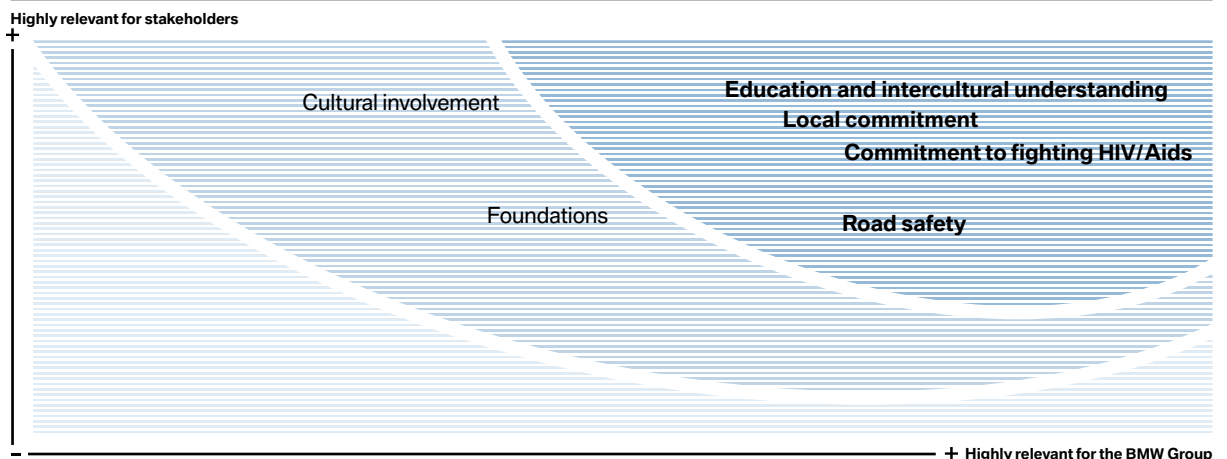 Highly relevant for stakeholders
+
Education and intercultural understanding
Cultural involvement
Local commitment
Commitment to fighting HIV/Aids
Foundations
Road safety
-
+ Highly relevant for the BMW Group